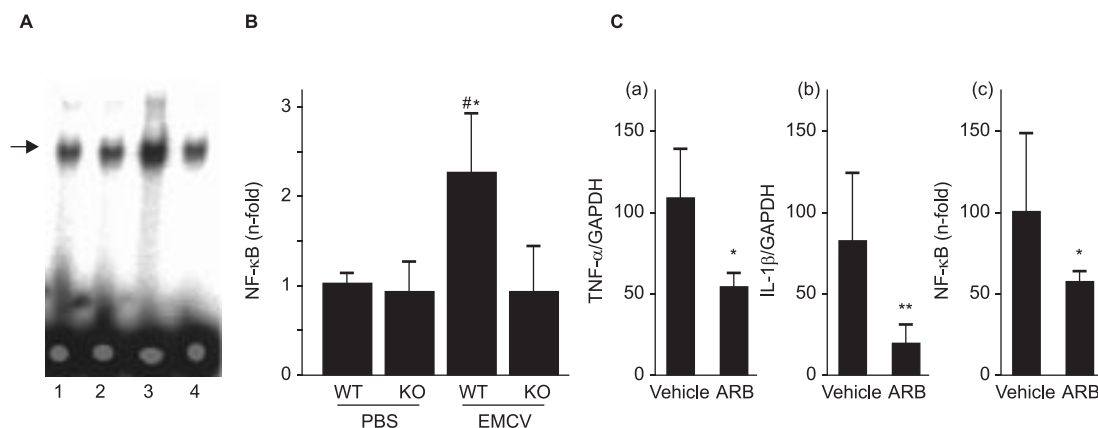 A
1 2 3 4
B
NF-κB (n-fold)
3
2
1
0
#*
WT KO WT KO
PBS EMCV
C
(a)
TNF-α/GAPDH
150
100
50
0
*
Vehicle ARB
(b)
IL-1β/GAPDH
150
100
50
0
**
Vehicle ARB
(c)
NF-κB (n-fold)
150
100
50
0
*
Vehicle ARB